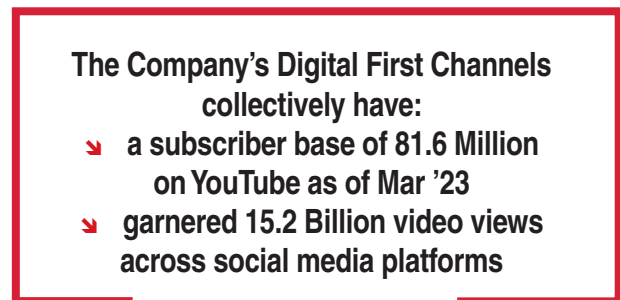 The Company’s Digital First Channels
collectively have:
a subscriber base of 81.6 Million
on YouTube as of Mar ’23
garnered 15.2 Billion video views
across social media platforms